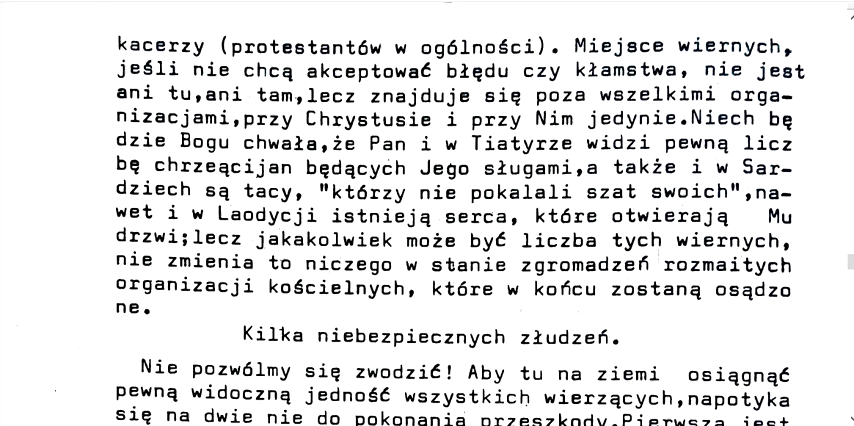 kacerzy (protestantów w ogólności). Miejsce wiernych,
jeśli nie chcą akceptować błędu czy kłamstwa, nie jest
ani tu,ani tam,lecz znajduje się poza wszelkimi orga-
nizacjami,przy Chrystusie i przy Nim jedynie.Niech bę
dzie Bogu chwała,że Pan i w Tiatyrze widzi pewną licz
bę chrzeącijan będących Jego sługami,a także i w Sar-
dziech są tacy, "którzy nie pokalali szat swoich",na-
wet i w Laodycji istnieją serca, które otwierają Mu
drzwi;lecz jakakolwiek może być liczba tych wiernych,
nie zmienia to niczego w stanie zgromadzeń rozmaitych
organizacji kościelnych, które w końcu zostaną osądzo
ne.
Kilka niebezpiecznych złudzeń.
Nie pozwólmy się zwodzić! Aby tu na ziemi osiągnąć
pewną widoczną jedność wszystkich wierzących,napotyka
się na dwie nie do pokonania przeszkody.Pierwszą jest